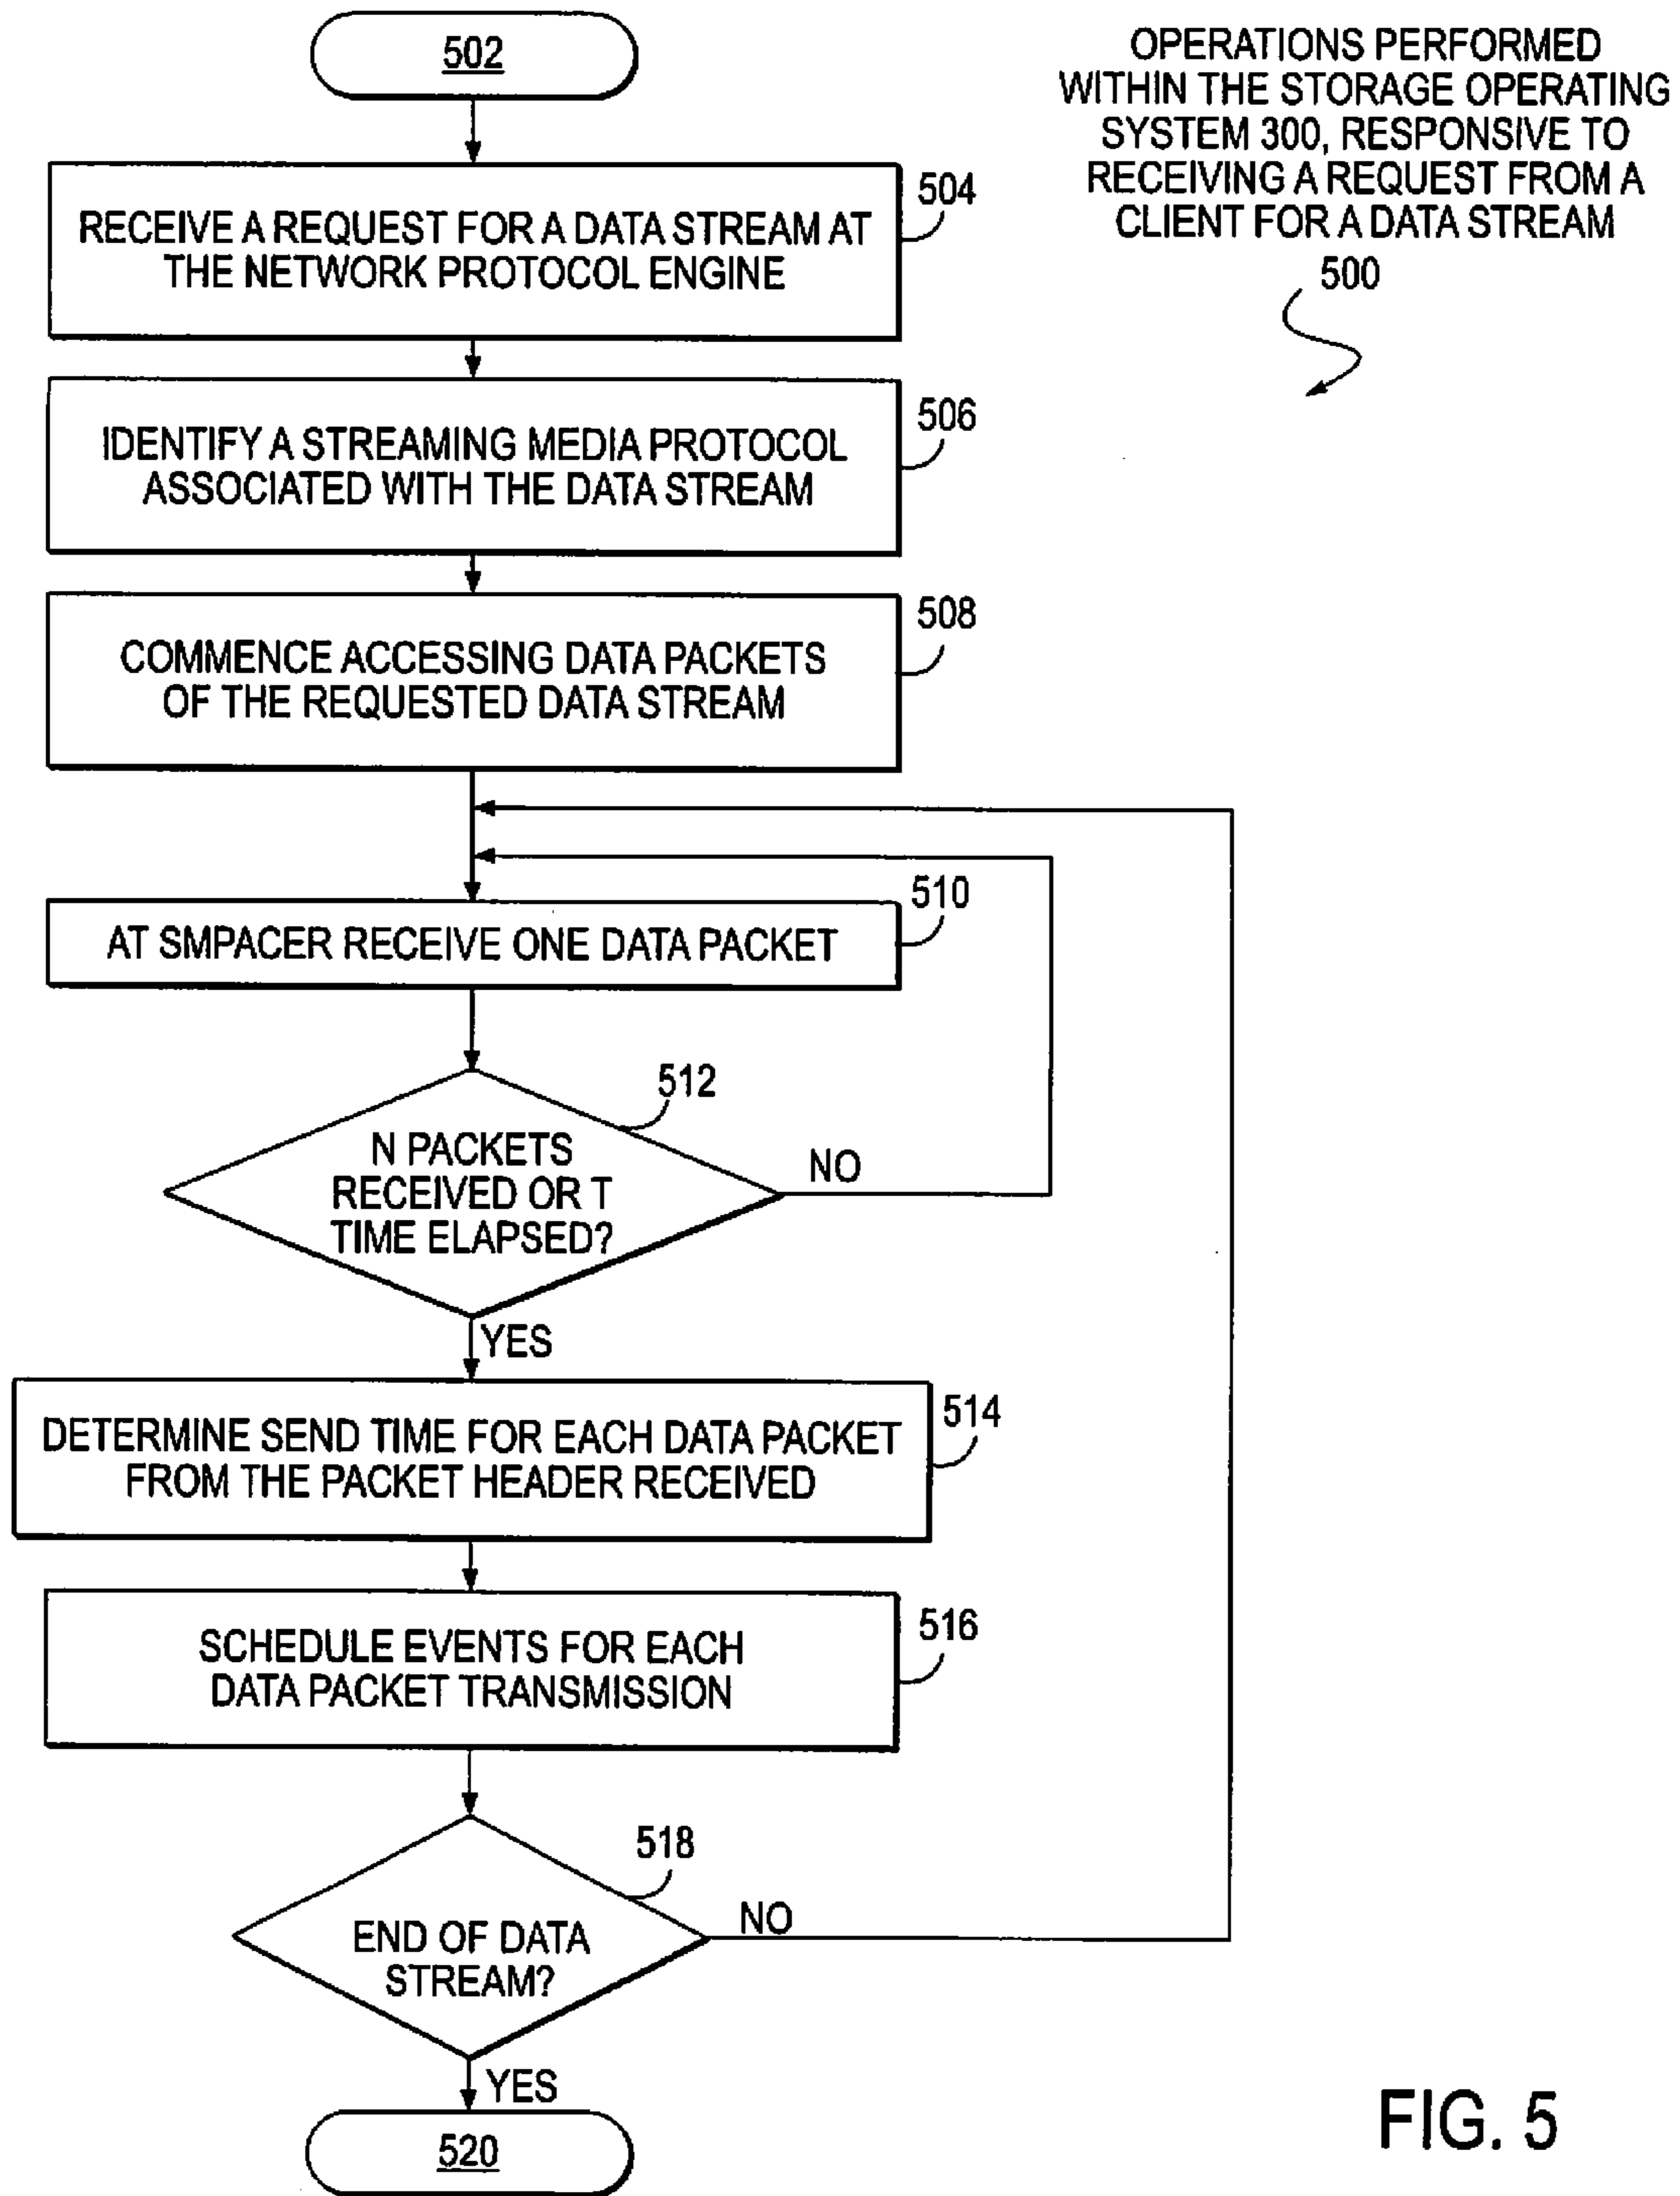 502
OPERATIONS PERFORMED
WITHIN THE STORAGE OPERATING
SYSTEM 300, RESPONSIVE TO
RECEIVING A REQUEST FROM A
CLIENT FOR A DATA STREAM
500
504
RECEIVE A REQUEST FOR A DATA STREAM AT
THE NETWORK PROTOCOL ENGINE
506
IDENTIFY A STREAMING MEDIA PROTOCOL
ASSOCIATED WITH THE DATA STREAM
508
COMMENCE ACCESSING DATA PACKETS
OF THE REQUESTED DATA STREAM
510
AT SMPACER RECEIVE ONE DATA PACKET
512
N PACKETS
RECEIVED OR T
TIME ELAPSED?
NO
YES
514
DETERMINE SEND TIME FOR EACH DATA PACKET
FROM THE PACKET HEADER RECEIVED
516
SCHEDULE EVENTS FOR EACH
DATA PACKET TRANSMISSION
518
END OF DATA
STREAM?
NO
YES
520
FIG. 5